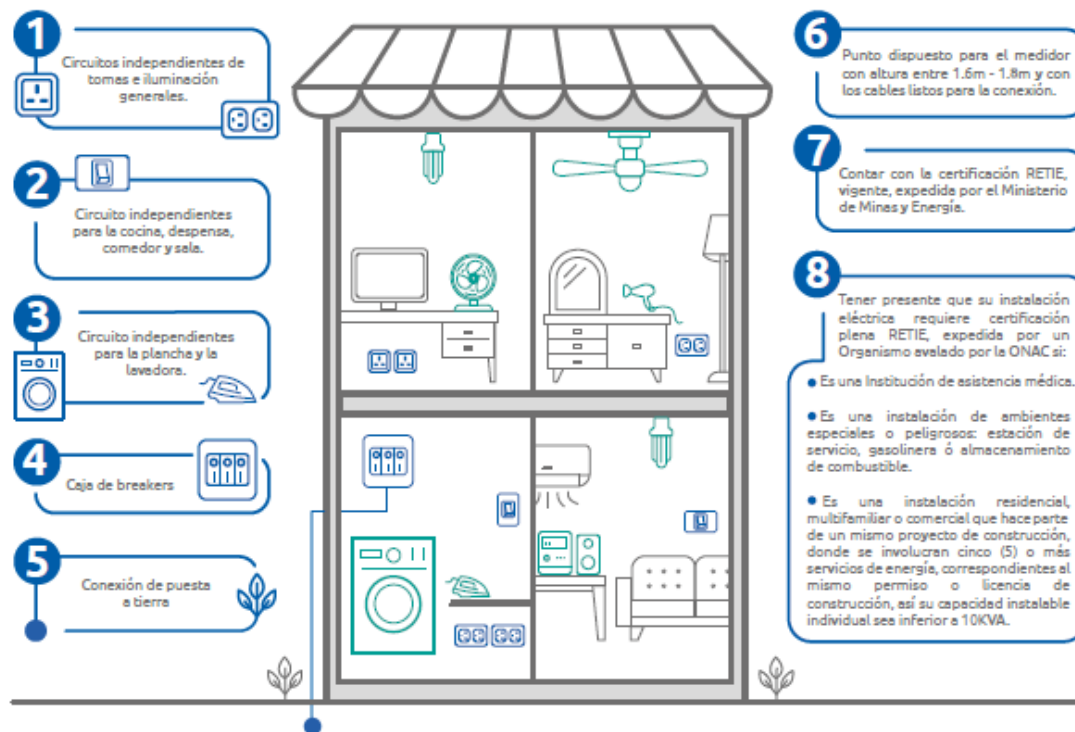 1
Circuitos independientes de
tomas e iluminación
generales.
2
Circuito independientes
para la cocina, despensa,
comedor y sala.
3
Circuito independientes
para la plancha y la
lavadora.
4
Caja de breakers
5
Conexión de puesta
a tierra
6
Punto dispuesto para el medidor
con altura entre 1.6m - 1.8m y con
los cables listos para la conexión.
7
Contar con la certificación RETIE,
vigente, expedida por el Ministerio
de Minas y Energía.
8
Tener presente que su instalación
eléctrica requiere certificación
plena RETIE, expedida por un
Organismo avalado por la ONAC si:
● Es una Institución de asistencia médica.
● Es una instalación de ambientes
especiales o peligrosos: estación de
servicio, gasolinera ó almacenamiento
de combustible.
● Es una instalación residencial,
multifamiliar o comercial que hace parte
de un mismo proyecto de construcción,
donde se involucran cinco (5) o más
servicios de energía, correspondientes al
mismo permiso o licencia de
construcción, así su capacidad instalable
individual sea inferior a 10KVA.